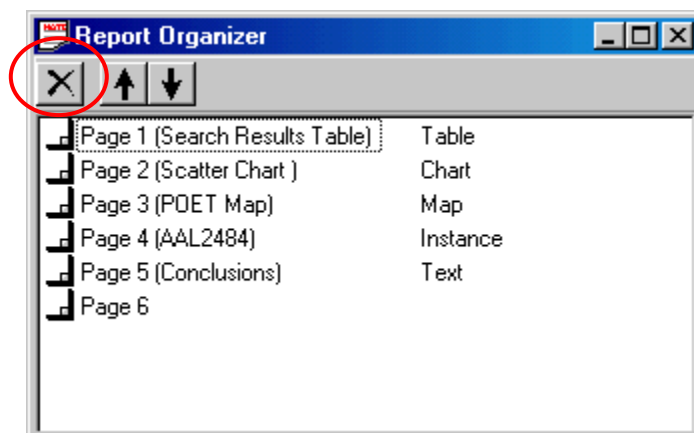 Report Organizer
Page 1 (Search Results Table) Table
Page 2 (Scatter Chart ) Chart
Page 3 (POET Map) Map
Page 4 (AAL2484) Instance
Page 5 (Conclusions) Text
Page 6